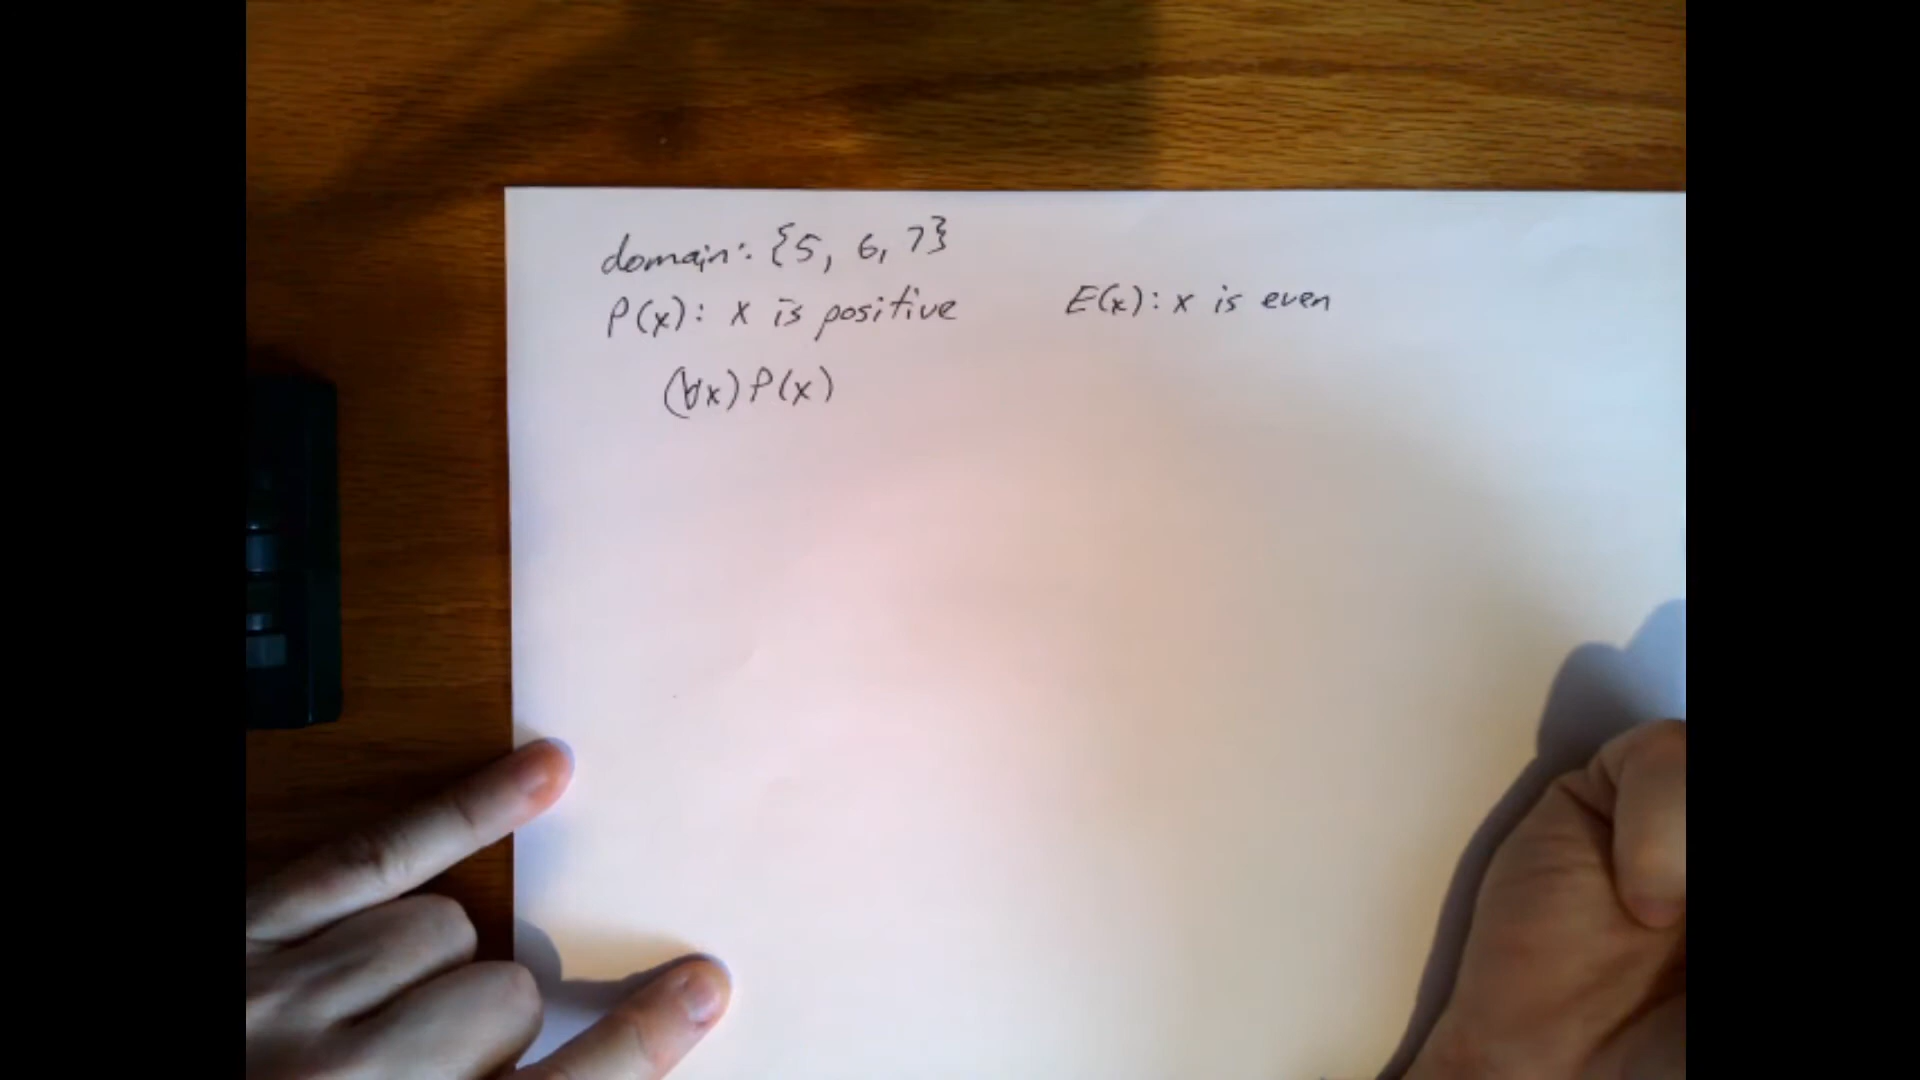 domain: {5, 6, 7}
P(x): x is positive E(x): x is even
(∀x) P(x)